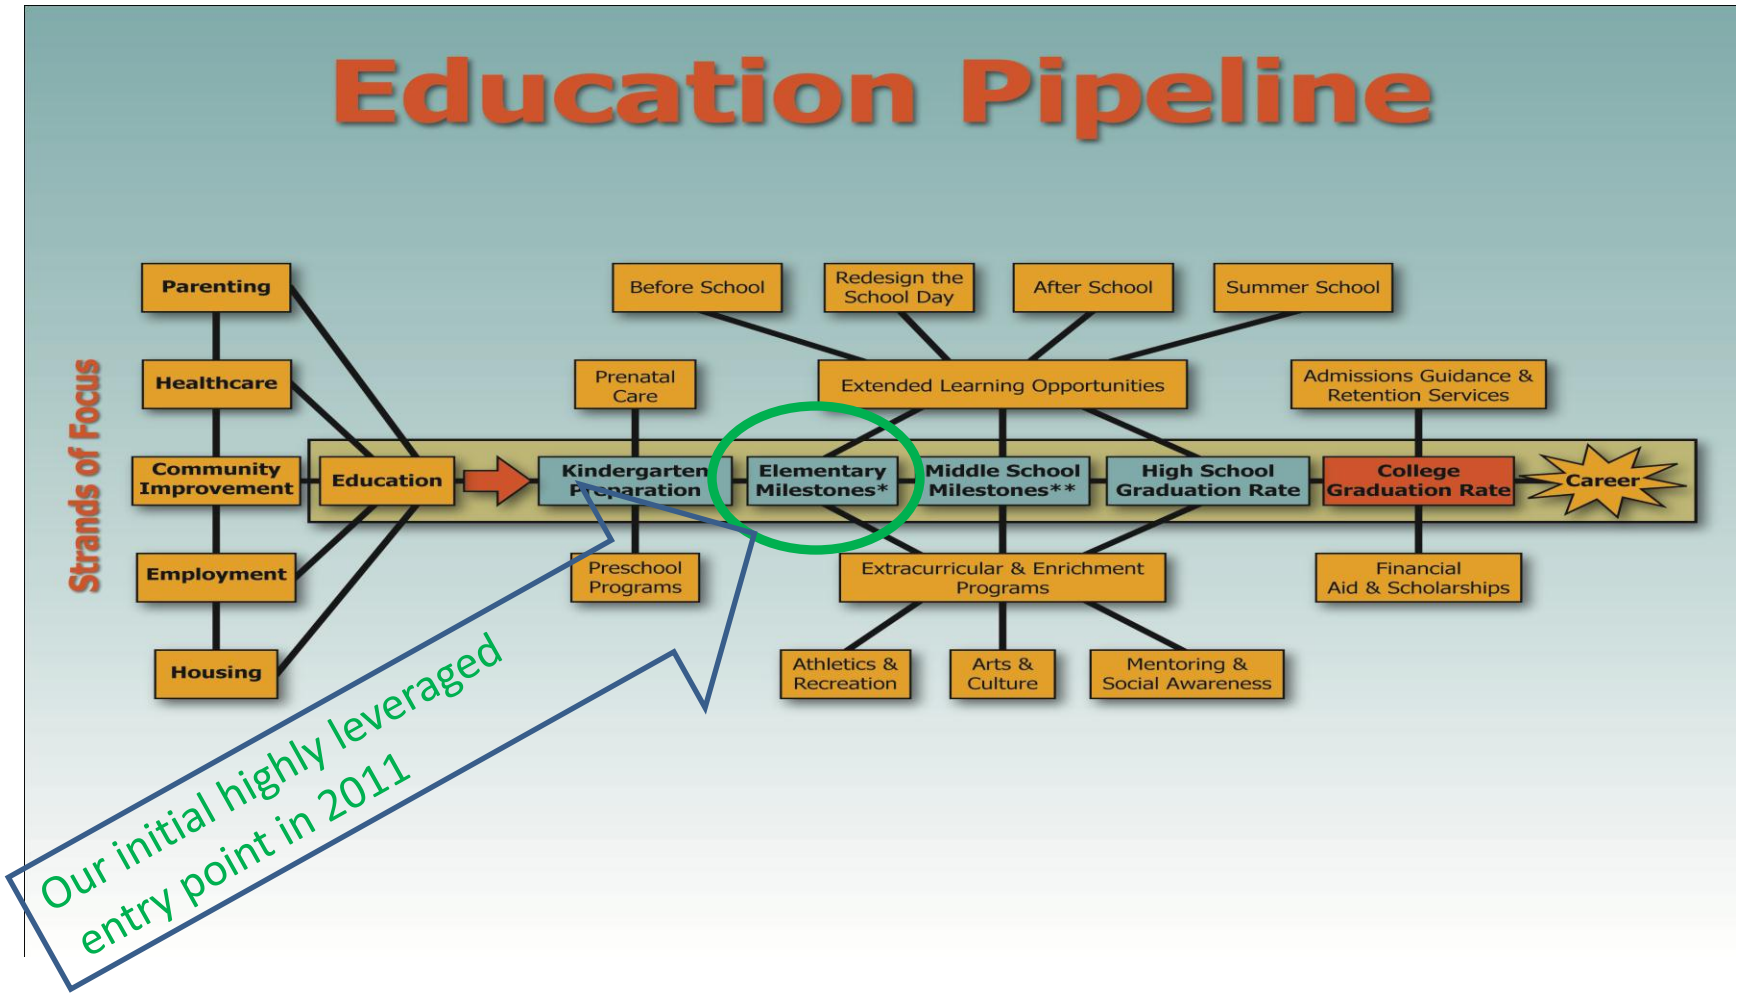 Education Pipeline
Strands of Focus
Parenting
Healthcare
Community
Improvement
Employment
Housing
Education
Before School
Redesign the
School Day
After School
Summer School
Prenatal
Care
Extended Learning Opportunities
Admissions Guidance &
Retention Services
Kindergarten
Preparation
Elementary
Milestones*
Middle School
Milestones**
High School
Graduation Rate
College
Graduation Rate
Career
Preschool
Programs
Extracurricular & Enrichment
Programs
Financial
Aid & Scholarships
Athletics &
Recreation
Arts &
Culture
Mentoring &
Social Awareness
Our initial highly leveraged
entry point in 2011